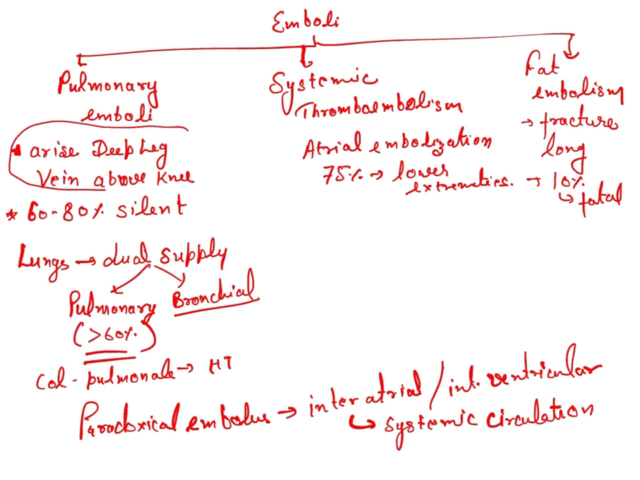 Emboli
Pulmonary
emboli
* arise Deep Leg
Vein above Knee
* 60-80% silent
Systemic
Thromboembolism
Atrial embolization
75% → lower
extremeties.
Fat
embolism
→ fracture
long
→ 10%
↳ fatal
Lungs → dual supply
Pulmonary Bronchial
(>60%)
Col-pulmonale → HT
Paradoxical embolus → inter atrial / int. ventricular
↳ systemic circulation